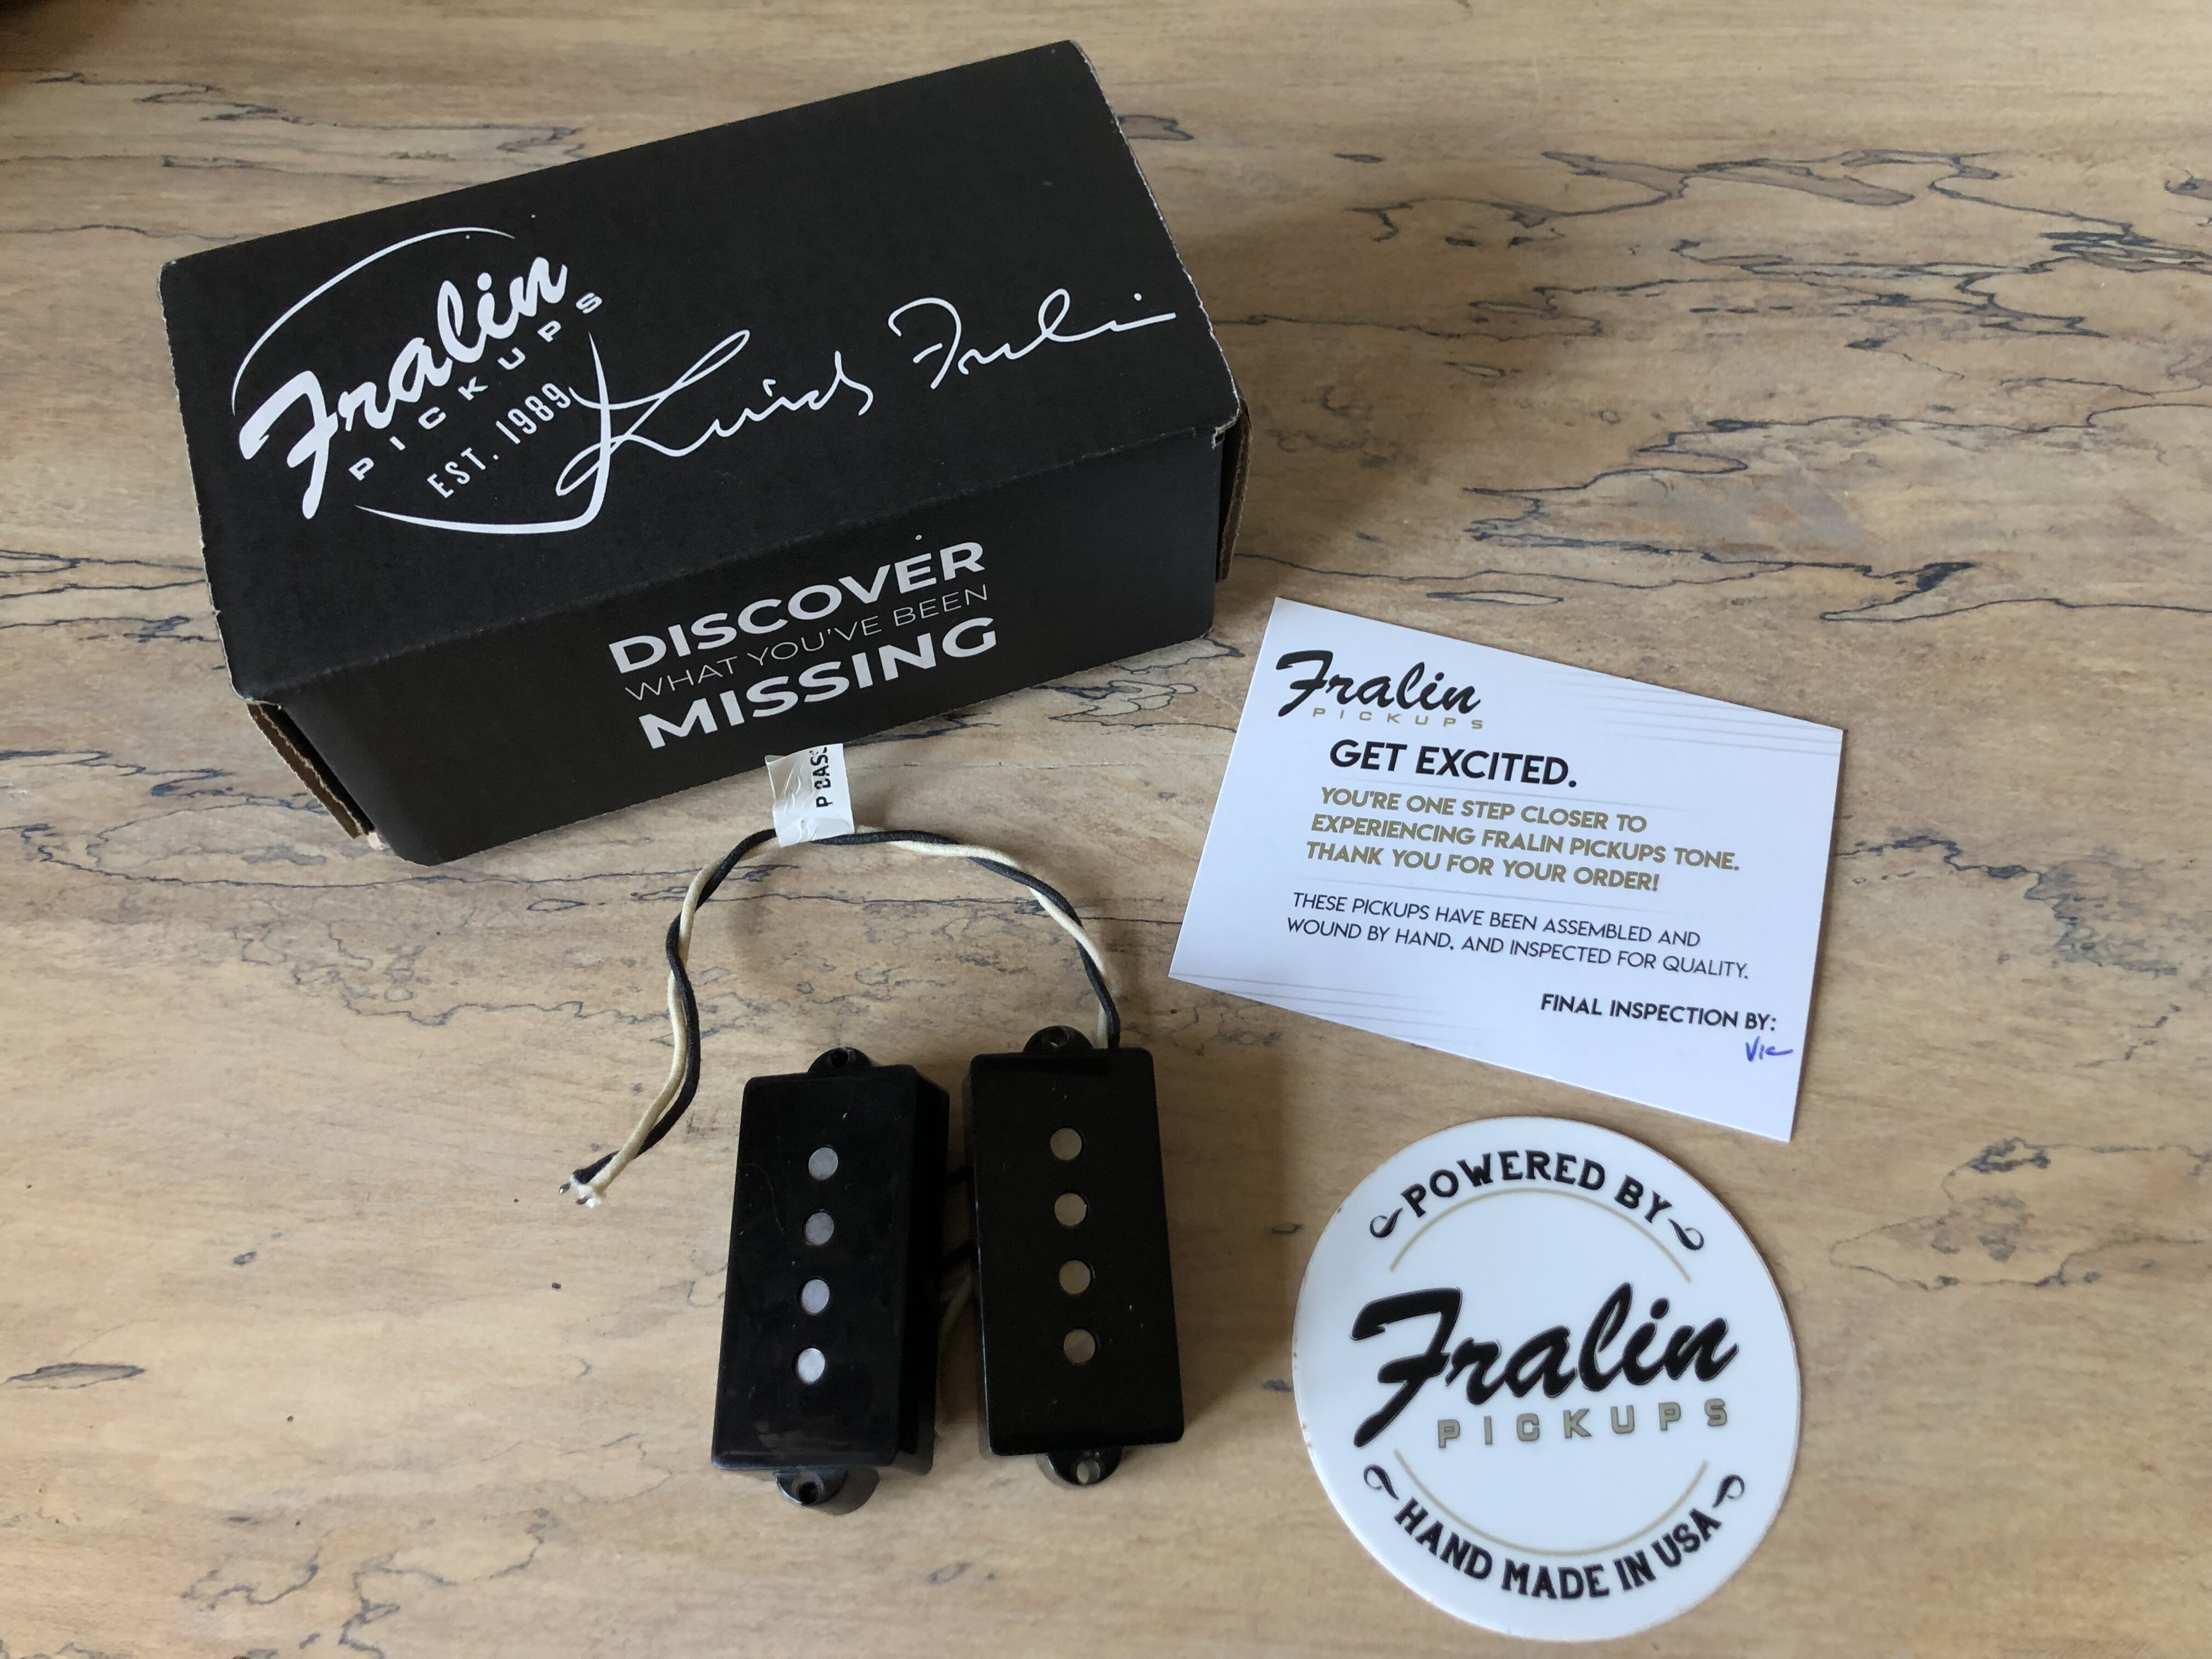 Fralin
PICKUPS
EST. 1989
Lindy Fralin
DISCOVER
WHAT YOU'VE BEEN
MISSING
P BASS
Fralin
PICKUPS
GET EXCITED.
YOU'RE ONE STEP CLOSER TO
EXPERIENCING FRALIN PICKUPS TONE.
THANK YOU FOR YOUR ORDER!
THESE PICKUPS HAVE BEEN ASSEMBLED AND
WOUND BY HAND, AND INSPECTED FOR QUALITY.
FINAL INSPECTION BY:
Vic
POWERED BY
Fralin
PICKUPS
HAND MADE IN USA